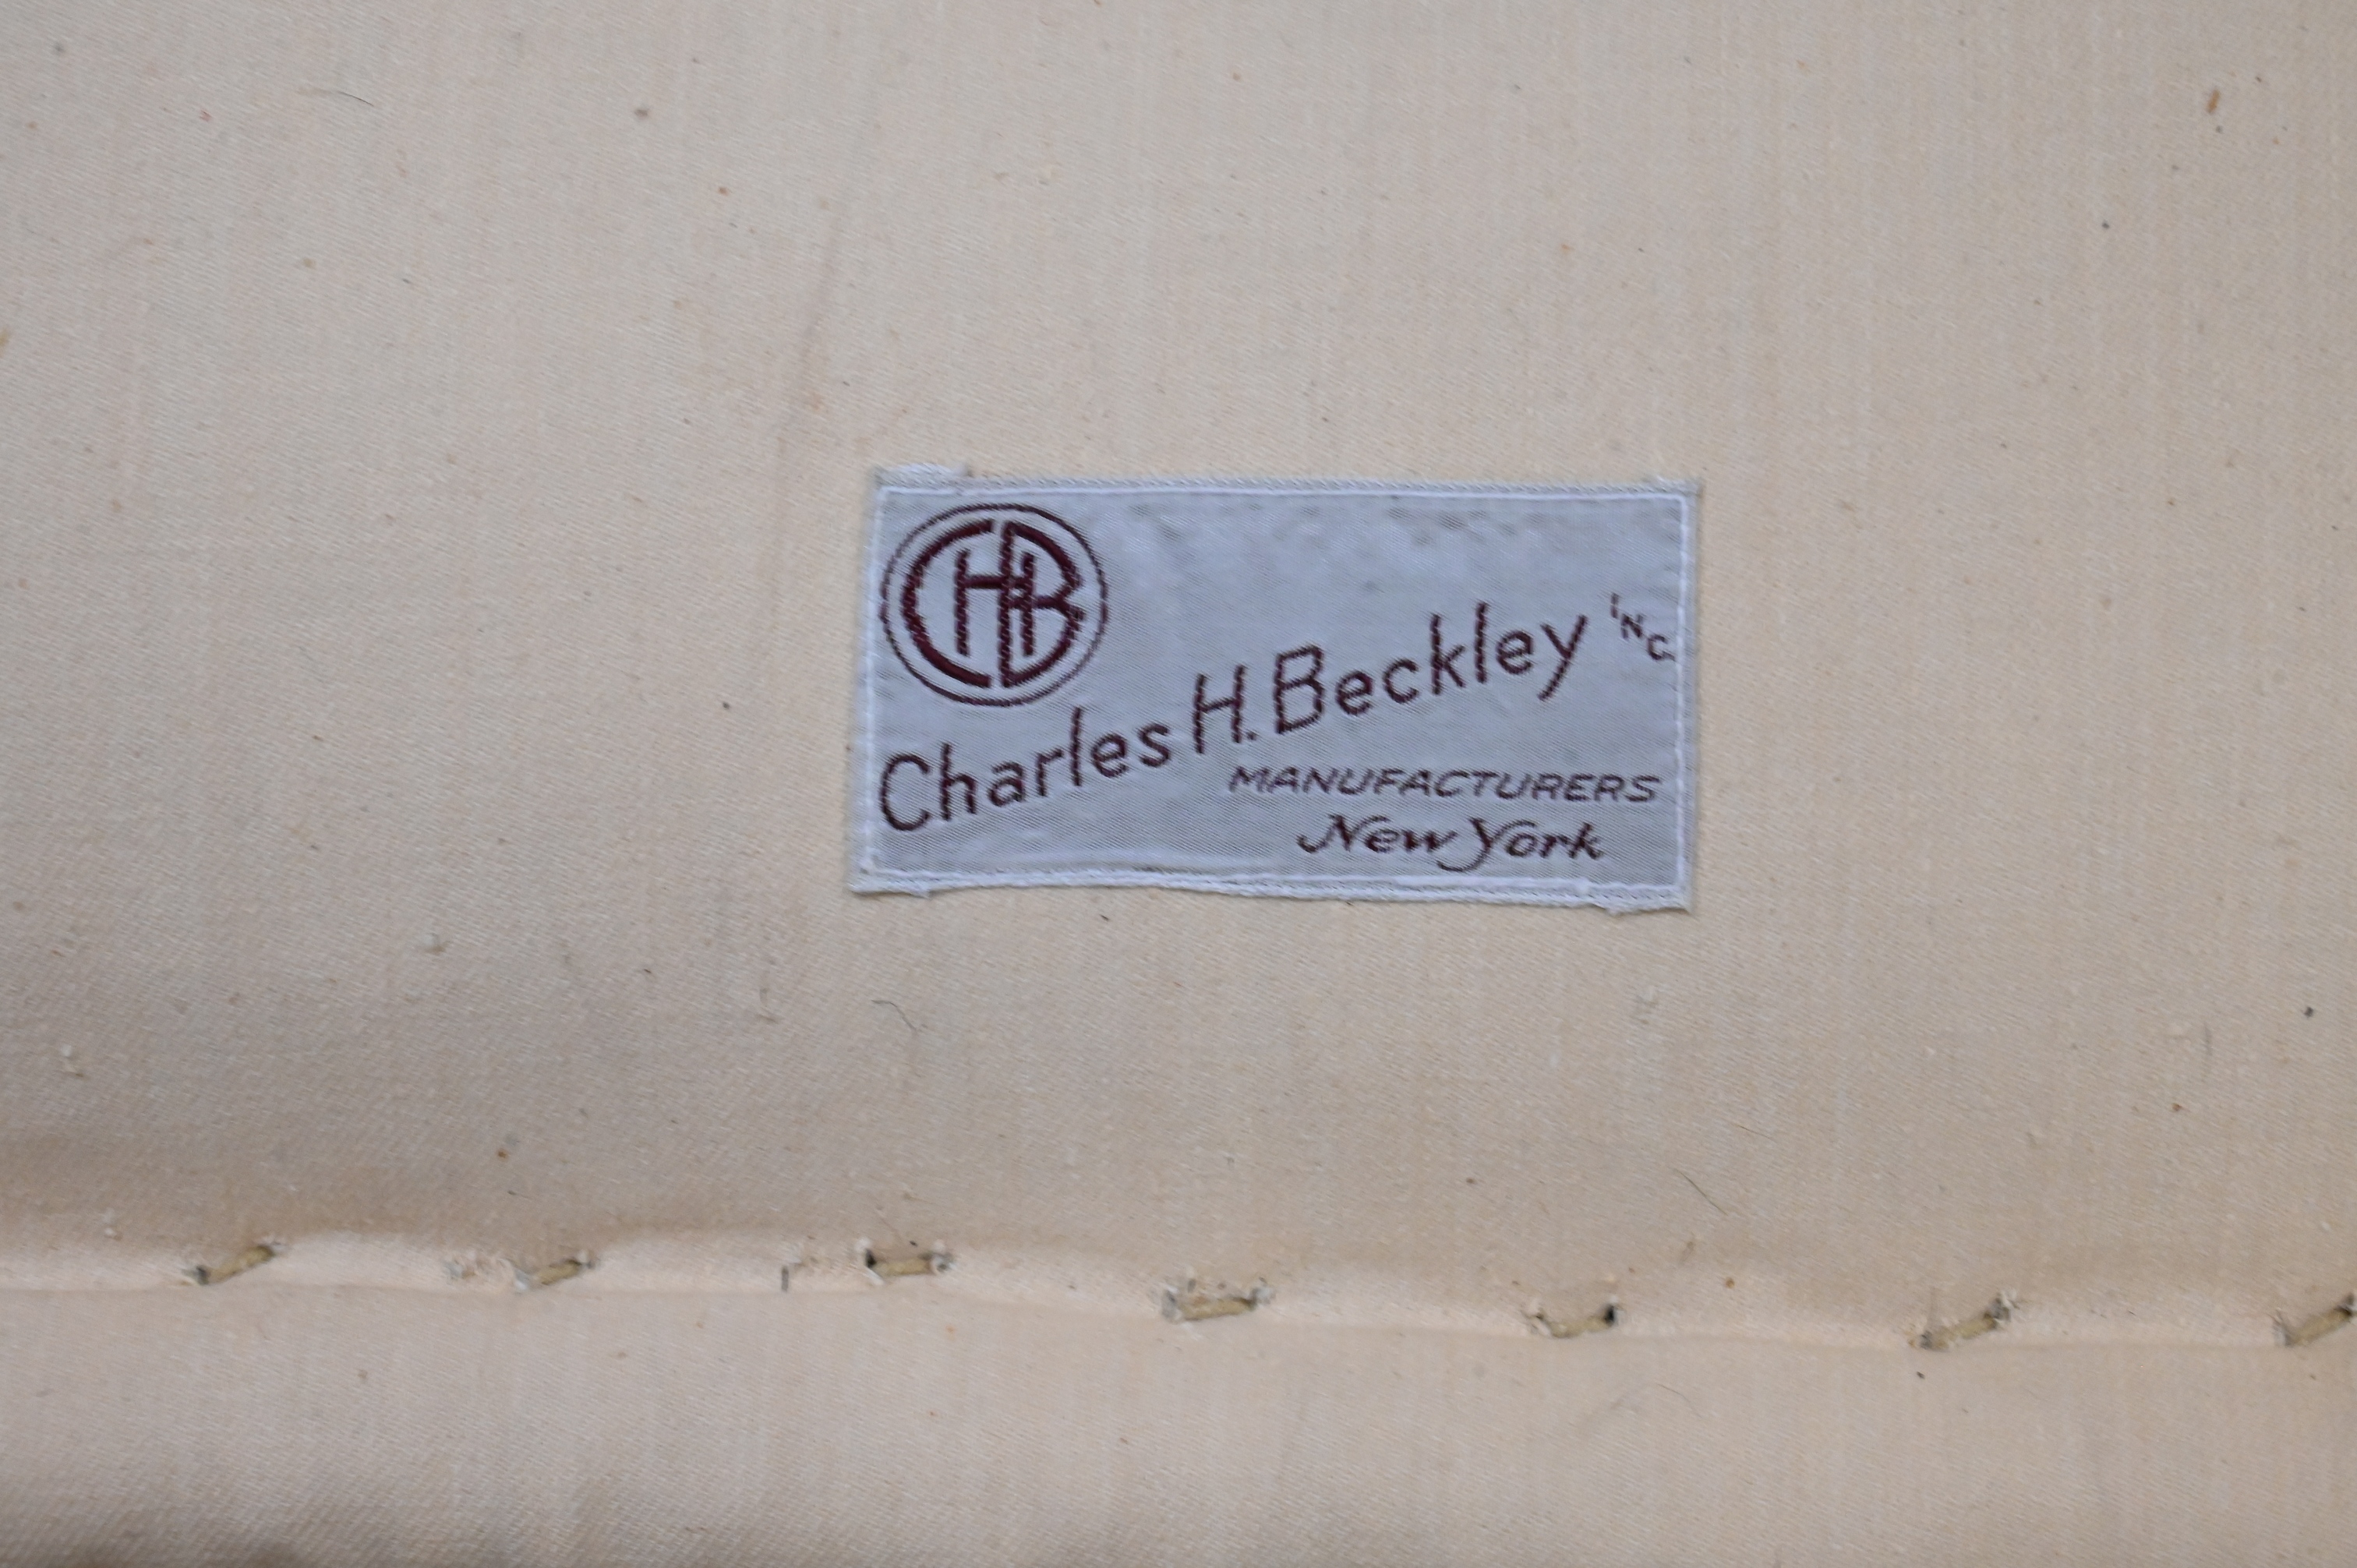 CHB
Charles H. Beckley INC
MANUFACTURERS
New York